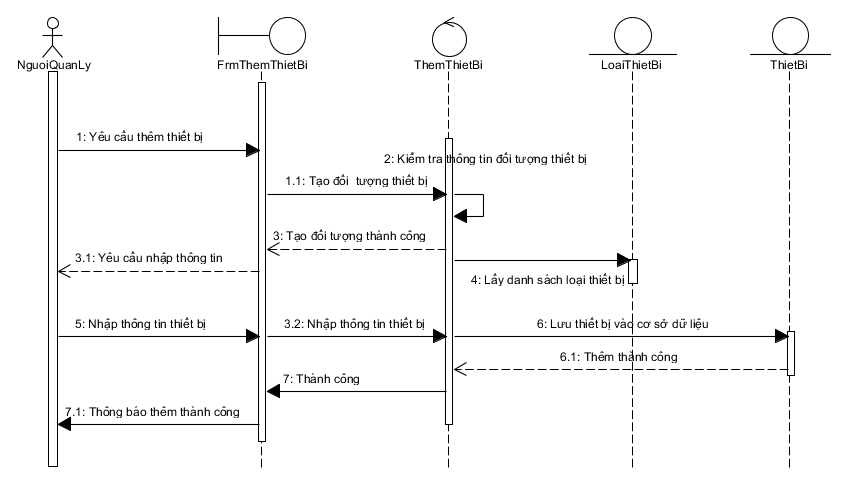 NguoiQuanLy
FrmThemThietBi
ThemThietBi
LoaiThietBi
ThietBi
1: Yêu cầu thêm thiết bị
2: Kiểm tra thông tin đối tượng thiết bị
1.1: Tạo đối tượng thiết bị
3: Tạo đối tượng thành công
3.1: Yêu cầu nhập thông tin
4: Lấy danh sách loại thiết bị
5: Nhập thông tin thiết bị
3.2: Nhập thông tin thiết bị
6: Lưu thiết bị vào cơ sở dữ liệu
6.1: Thêm thành công
7: Thành công
7.1: Thông báo thêm thành công